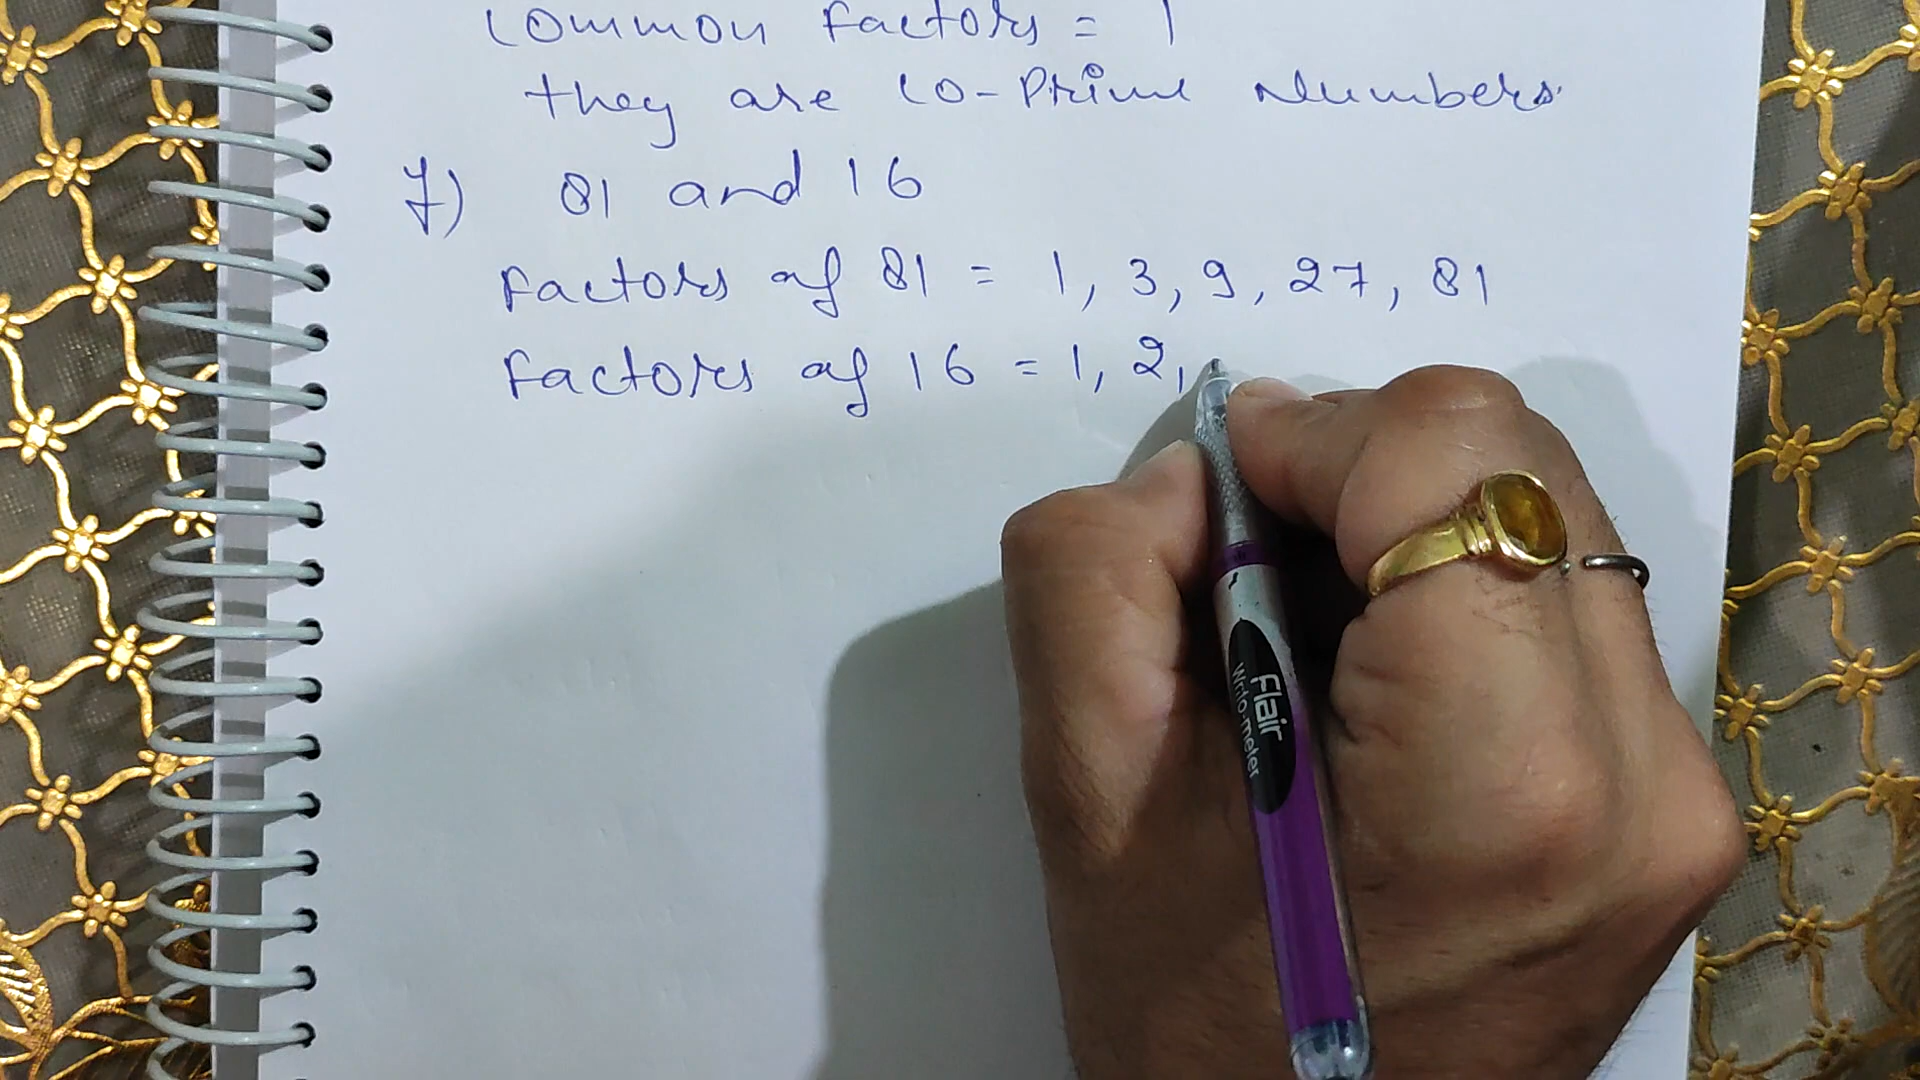 Common Factors = 1
they are Co-Prime Numbers.
7) 81 and 16
Factors of 81 = 1, 3, 9, 27, 81
Factors of 16 = 1, 2,
Flair
Writo-meter